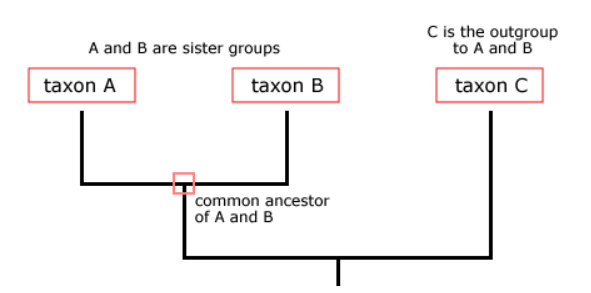 C is the outgroup
to A and B
A and B are sister groups
taxon A
taxon B
taxon C
common ancestor
of A and B